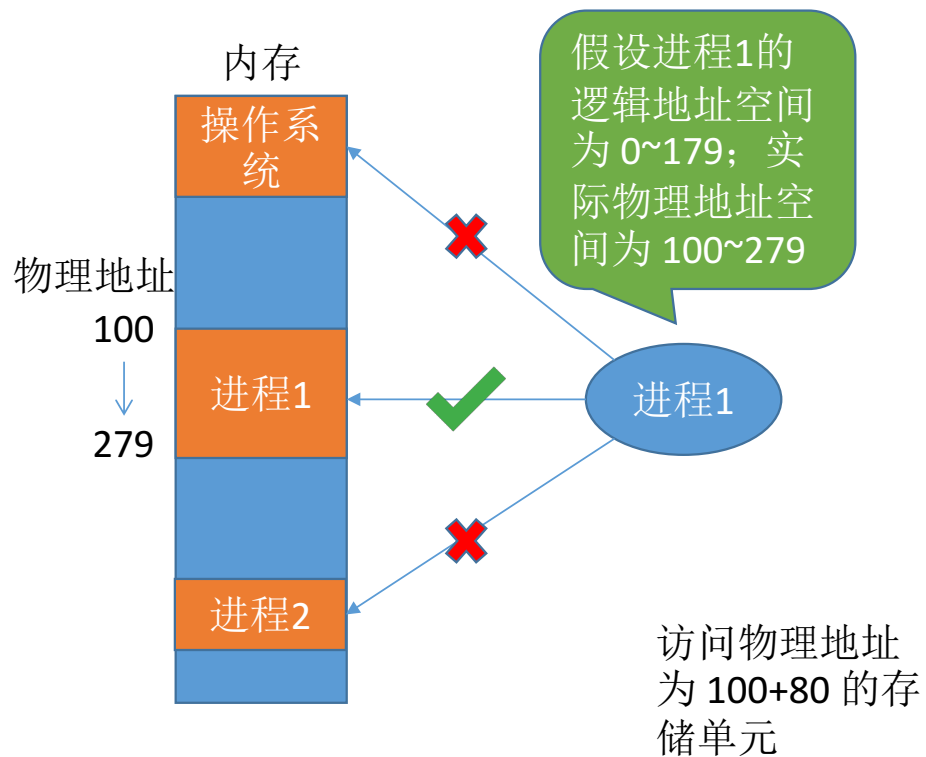 内存
操作系
统
物理地址
100
279
进程1
进程2
假设进程1的
逻辑地址空间
为 0~179；实
际物理地址空
间为 100~279
进程1
访问物理地址
为 100+80 的存
储单元